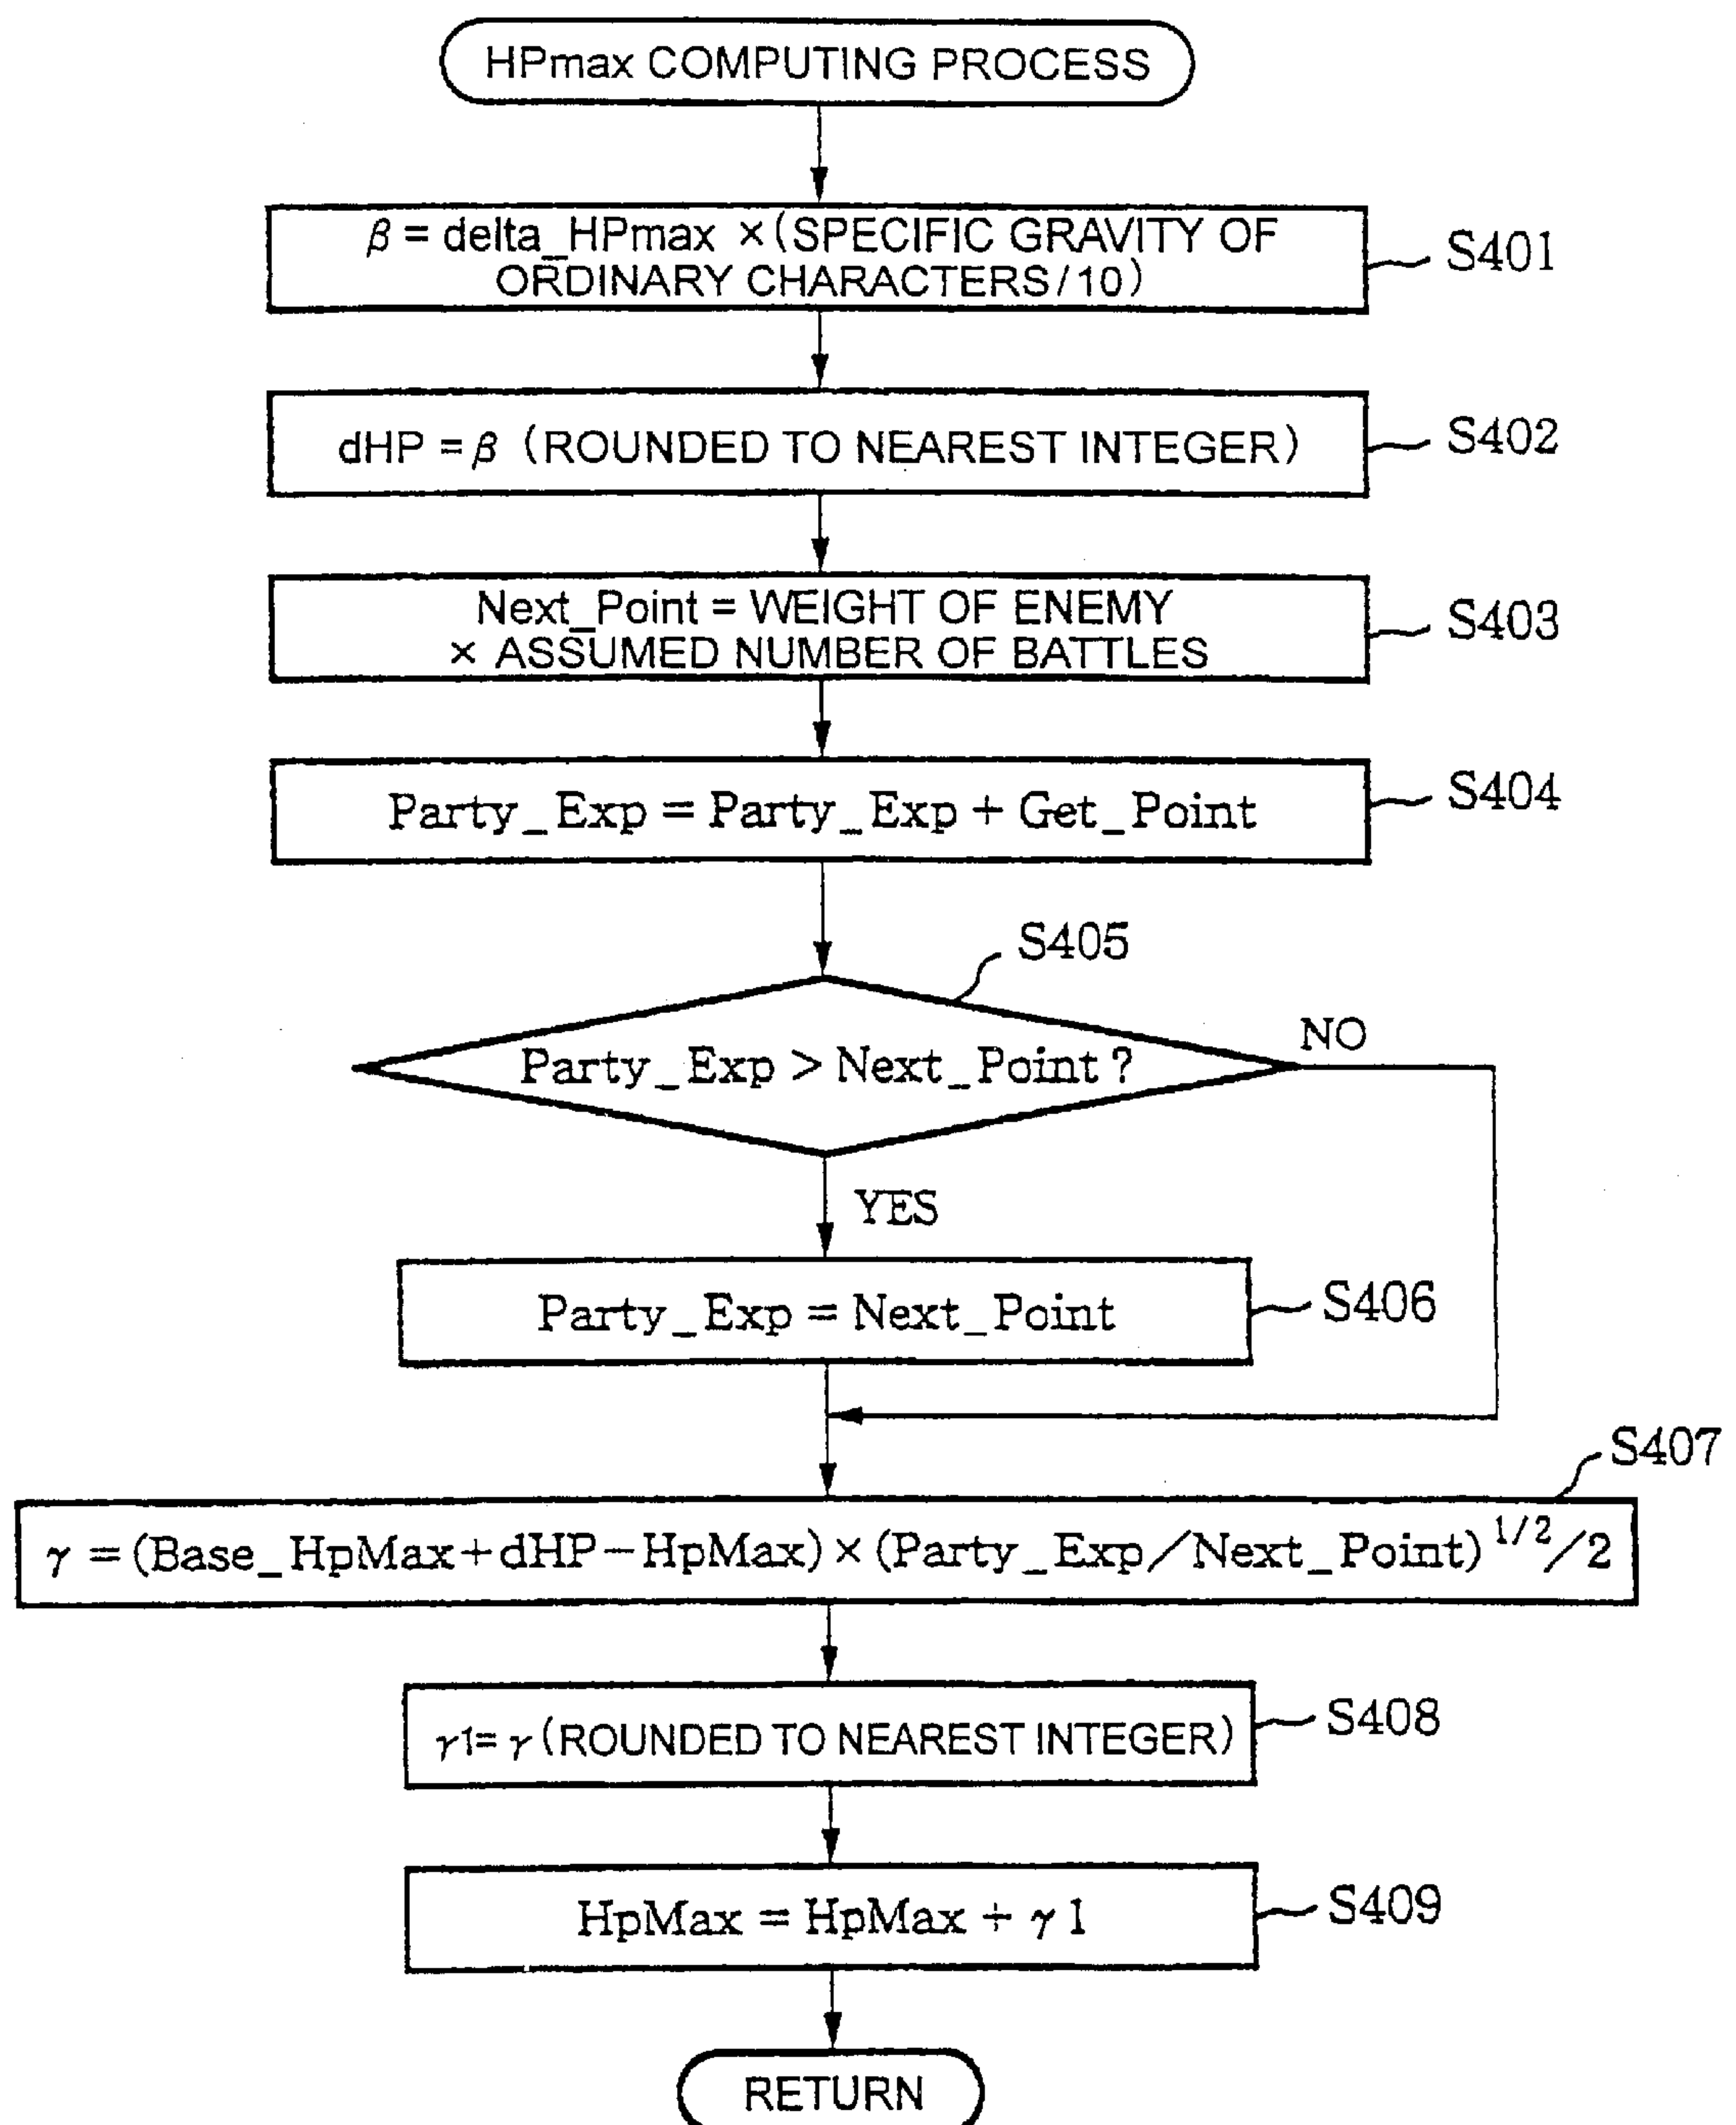 HPmax COMPUTING PROCESS
β = delta_HPmax ×(SPECIFIC GRAVITY OF
ORDINARY CHARACTERS/10)
S401
dHP = β (ROUNDED TO NEAREST INTEGER)
S402
Next_Point = WEIGHT OF ENEMY
× ASSUMED NUMBER OF BATTLES
S403
Party_Exp = Party_Exp + Get_Point
S404
S405
Party_Exp > Next_Point?
NO
YES
Party_Exp = Next_Point
S406
S407
γ = (Base_HpMax+dHP−HpMax) × (Party_Exp/Next_Point)^1/2/2
γ1= γ (ROUNDED TO NEAREST INTEGER)
S408
HpMax = HpMax + γ1
S409
RETURN